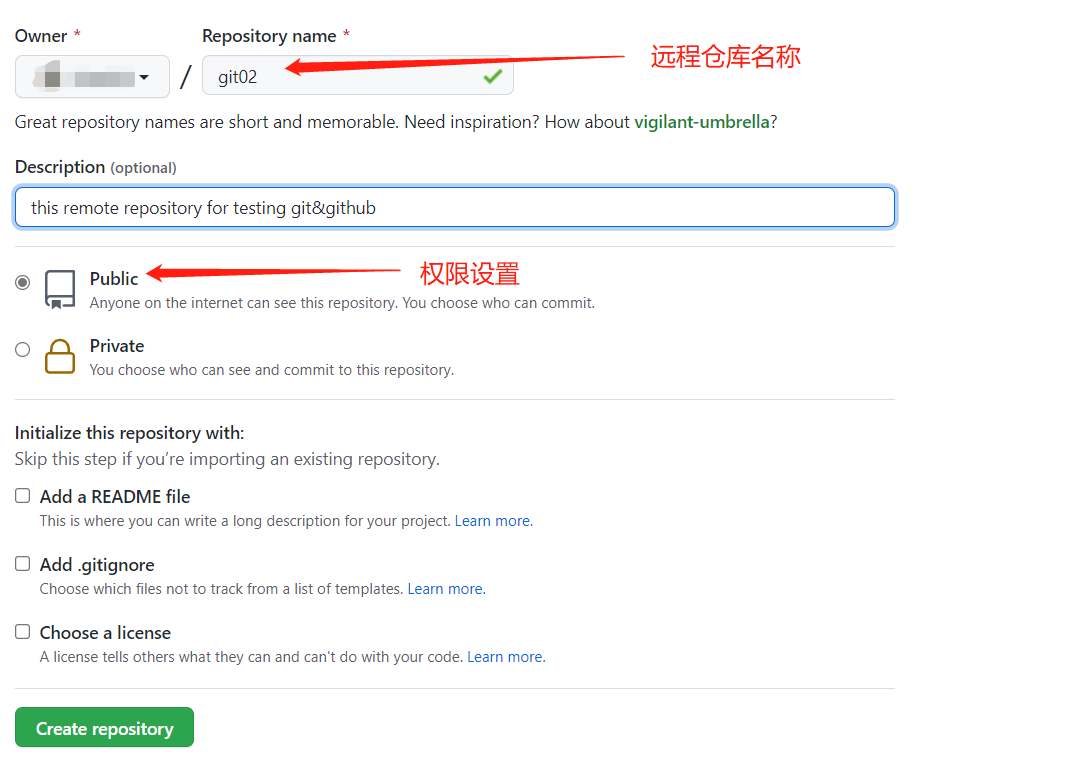 Owner * Repository name *
/ git02 远程仓库名称
Great repository names are short and memorable. Need inspiration? How about vigilant-umbrella?
Description (optional)
this remote repository for testing git&github
Public 权限设置
Anyone on the internet can see this repository. You choose who can commit.
Private
You choose who can see and commit to this repository.
Initialize this repository with:
Skip this step if you’re importing an existing repository.
Add a README file
This is where you can write a long description for your project. Learn more.
Add .gitignore
Choose which files not to track from a list of templates. Learn more.
Choose a license
A license tells others what they can and can't do with your code. Learn more.
Create repository